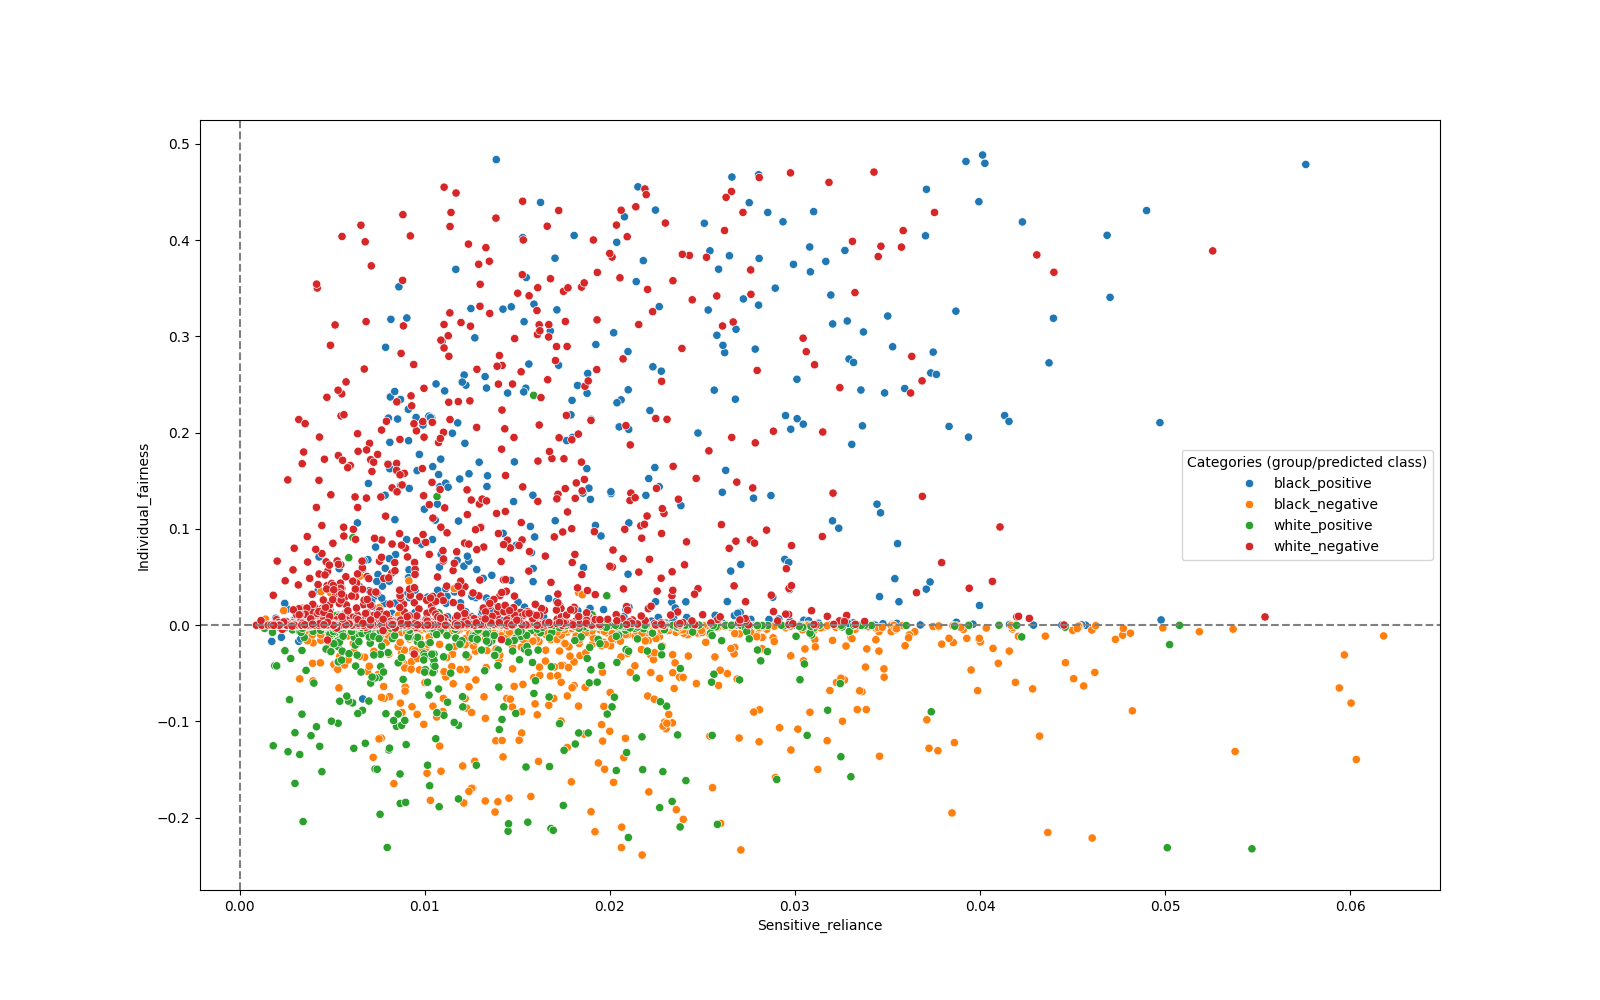 0.5
0.4
0.3
0.2
0.1
0.0
−0.1
−0.2
Individual_fairness
Categories (group/predicted class)
black_positive
black_negative
white_positive
white_negative
0.00 0.01 0.02 0.03 0.04 0.05 0.06
Sensitive_reliance